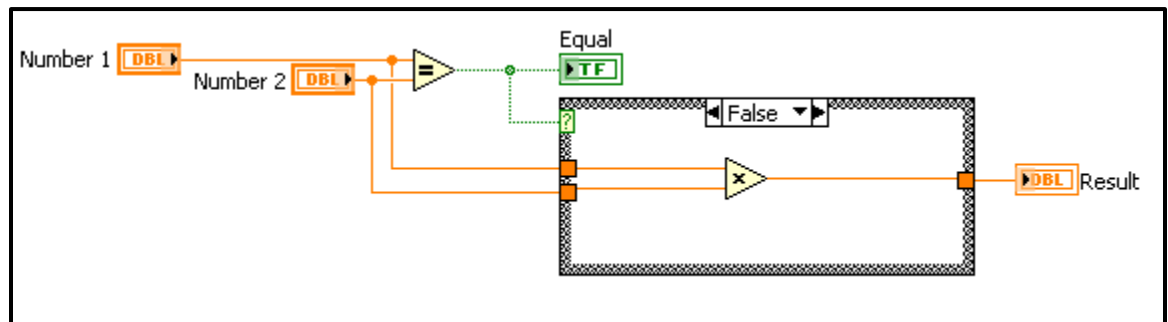 Number 1 DBL
Number 2 DBL
=
Equal
TF
False
?
×
DBL Result